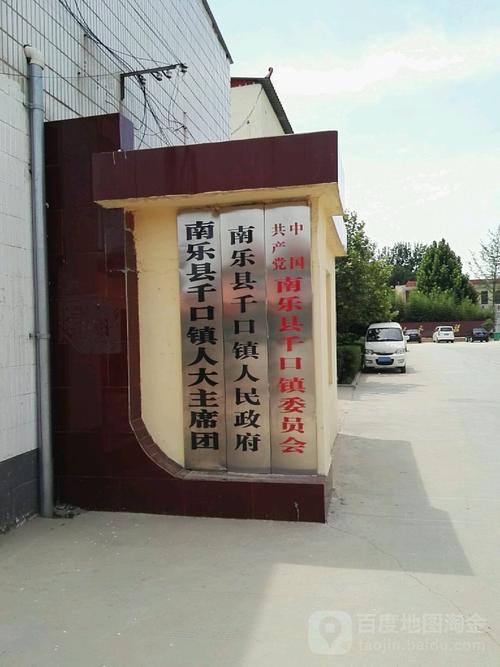 中国
共产党
南乐县千口镇委员会
南乐县千口镇人民政府
南乐县千口镇人大主席团
百度地图淘金
taojin.baidu.com